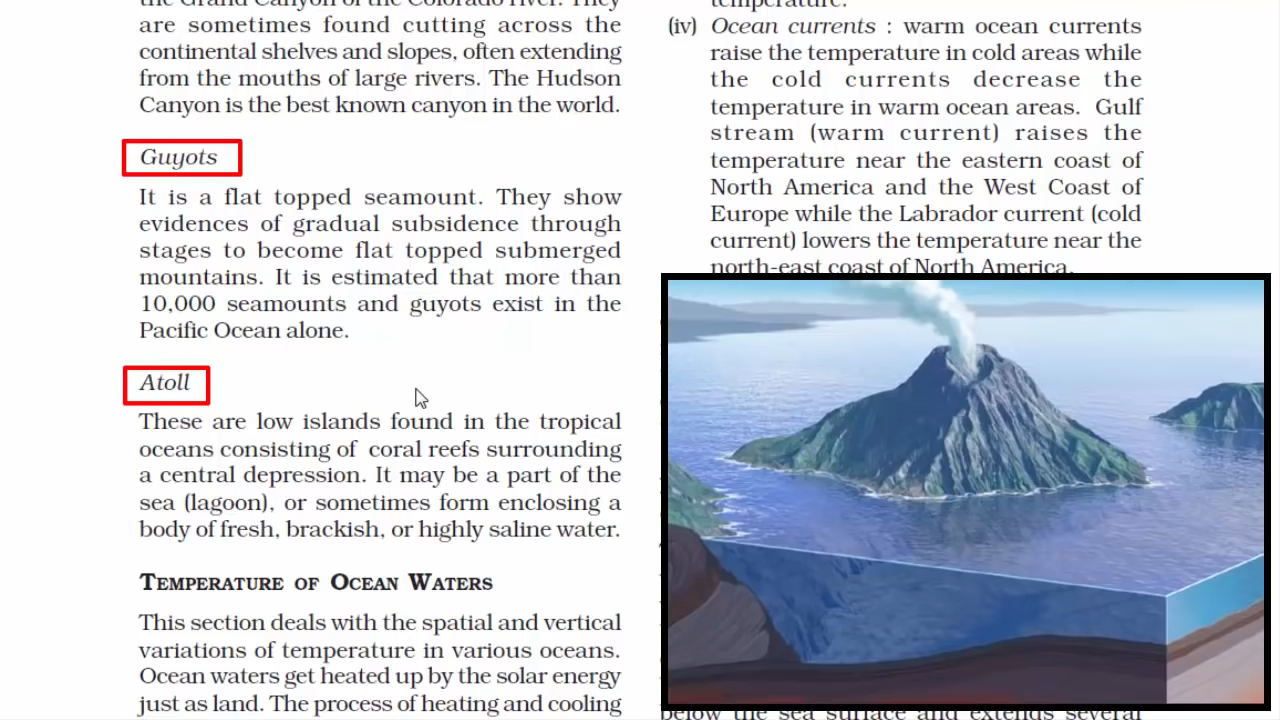 the Grand Canyon of the Colorado river. They
are sometimes found cutting across the
continental shelves and slopes, often extending
from the mouths of large rivers. The Hudson
Canyon is the best known canyon in the world.
Guyots
It is a flat topped seamount. They show
evidences of gradual subsidence through
stages to become flat topped submerged
mountains. It is estimated that more than
10,000 seamounts and guyots exist in the
Pacific Ocean alone.
Atoll
These are low islands found in the tropical
oceans consisting of coral reefs surrounding
a central depression. It may be a part of the
sea (lagoon), or sometimes form enclosing a
body of fresh, brackish, or highly saline water.
TEMPERATURE OF OCEAN WATERS
This section deals with the spatial and vertical
variations of temperature in various oceans.
Ocean waters get heated up by the solar energy
just as land. The process of heating and cooling
temperature.
(iv) Ocean currents : warm ocean currents
raise the temperature in cold areas while
the cold currents decrease the
temperature in warm ocean areas. Gulf
stream (warm current) raises the
temperature near the eastern coast of
North America and the West Coast of
Europe while the Labrador current (cold
current) lowers the temperature near the
north-east coast of North America.
below the sea surface and extends several